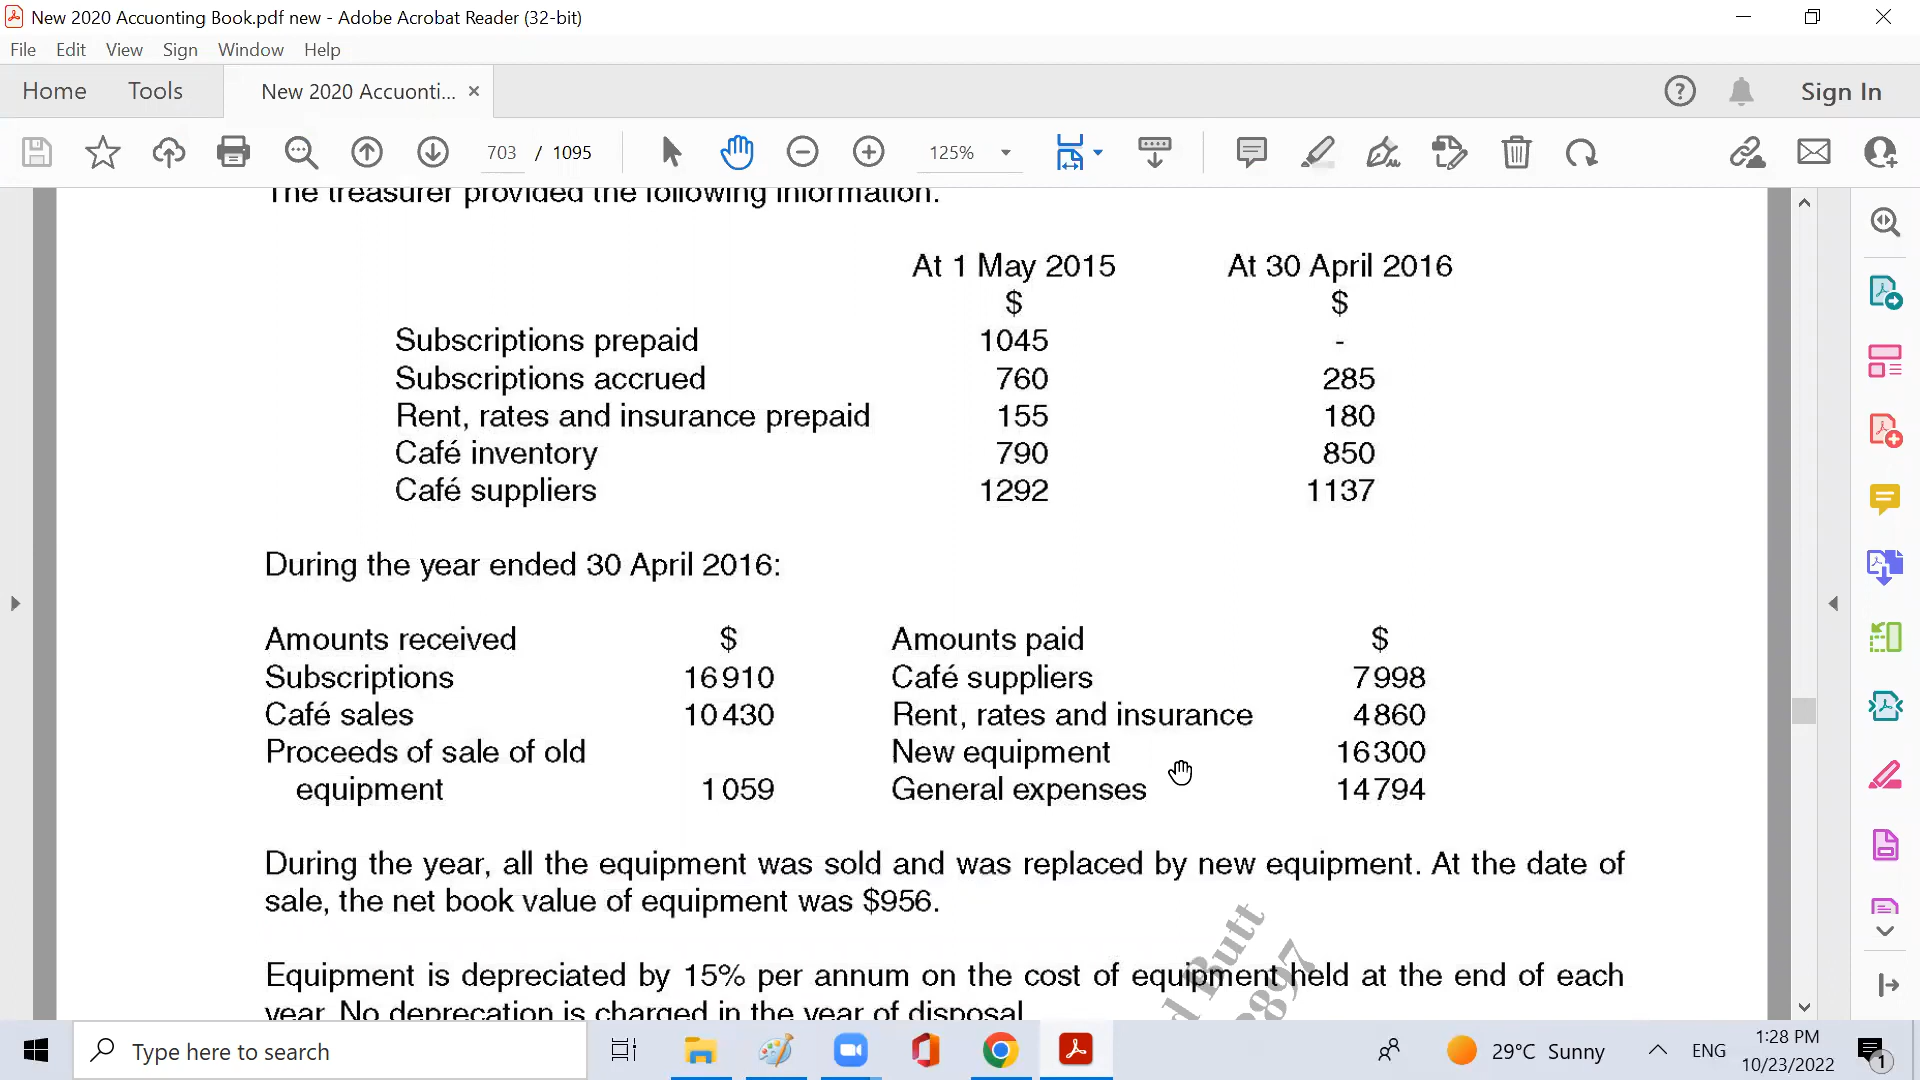 New 2020 Accuonting Book.pdf new - Adobe Acrobat Reader (32-bit)
File Edit View Sign Window Help
Home Tools New 2020 Accuonti... × Sign In
703 / 1095 125%
The treasurer provided the following information.
At 1 May 2015 At 30 April 2016
$ $
Subscriptions prepaid 1045 -
Subscriptions accrued 760 285
Rent, rates and insurance prepaid 155 180
Café inventory 790 850
Café suppliers 1292 1137
During the year ended 30 April 2016:
Amounts received $ Amounts paid $
Subscriptions 16910 Café suppliers 7998
Café sales 10430 Rent, rates and insurance 4860
Proceeds of sale of old New equipment 16300
equipment 1059 General expenses 14794
During the year, all the equipment was sold and was replaced by new equipment. At the date of
sale, the net book value of equipment was $956.
Butt
Equipment is depreciated by 15% per annum on the cost of equipment held at the end of each
897
year. No deprecation is charged in the year of disposal
Type here to search
29°C Sunny ENG 1:28 PM
10/23/2022 1